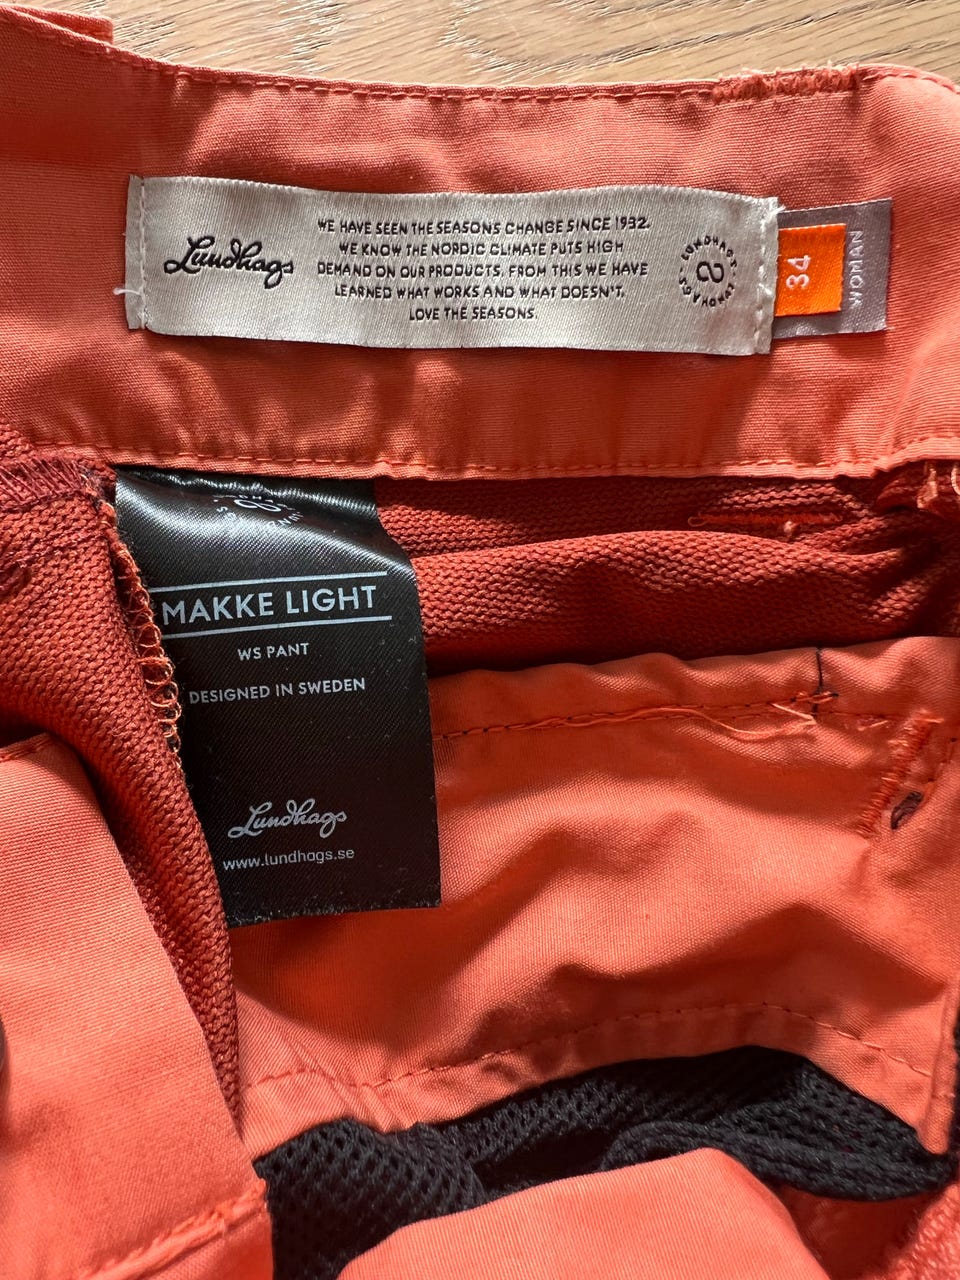 Lundhags
WE HAVE SEEN THE SEASONS CHANGE SINCE 1932.
WE KNOW THE NORDIC CLIMATE PUTS HIGH
DEMAND ON OUR PRODUCTS. FROM THIS WE HAVE
LEARNED WHAT WORKS AND WHAT DOESN'T.
LOVE THE SEASONS.
LUNDHAGS · LUNDHAGS ·
34
WOMAN
MAKKE LIGHT
WS PANT
DESIGNED IN SWEDEN
Lundhags
www.lundhags.se